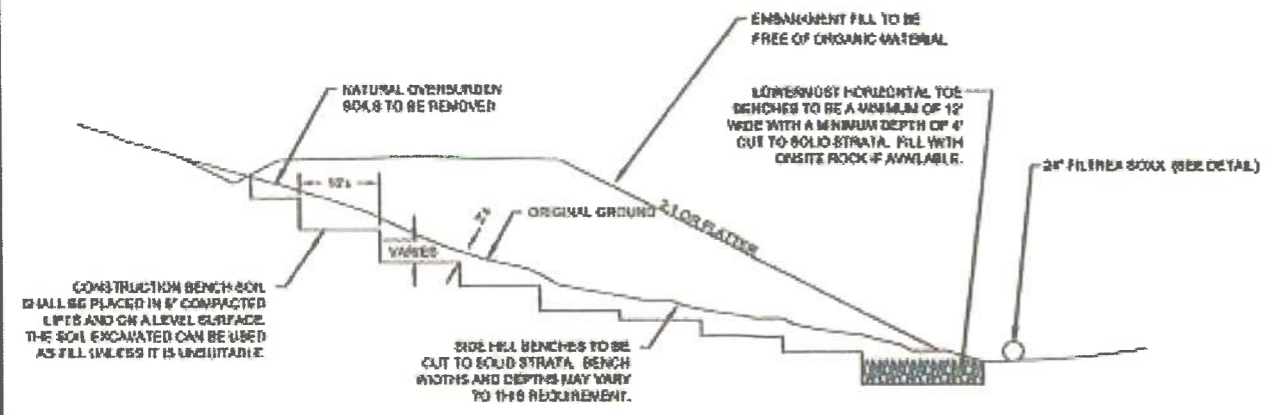 EMBANKMENT FILL TO BE
FREE OF ORGANIC MATERIAL
NATURAL OVERBURDEN
SOILS TO BE REMOVED
LOWERMOST HORIZONTAL TOE
BENCHES TO BE A MINIMUM OF 12'
WIDE WITH A MINIMUM DEPTH OF 4'
CUT TO SOLID STRATA. FILL WITH
ONSITE ROCK IF AVAILABLE.
24" FILTREXX SOXX (SEE DETAIL)
10'±
2'±
ORIGINAL GROUND
2:1 OR FLATTER
VARIES
CONSTRUCTION BENCH SOIL
SHALL BE PLACED IN COMPACTED
LIFTS AND ON A LEVEL SURFACE.
THE SOIL EXCAVATED CAN BE USED
AS FILL UNLESS IT IS UNSUITABLE
SIDE HILL BENCHES TO BE
CUT TO SOLID STRATA. BENCH
WIDTHS AND DEPTHS MAY VARY
TO THIS REQUIREMENT.